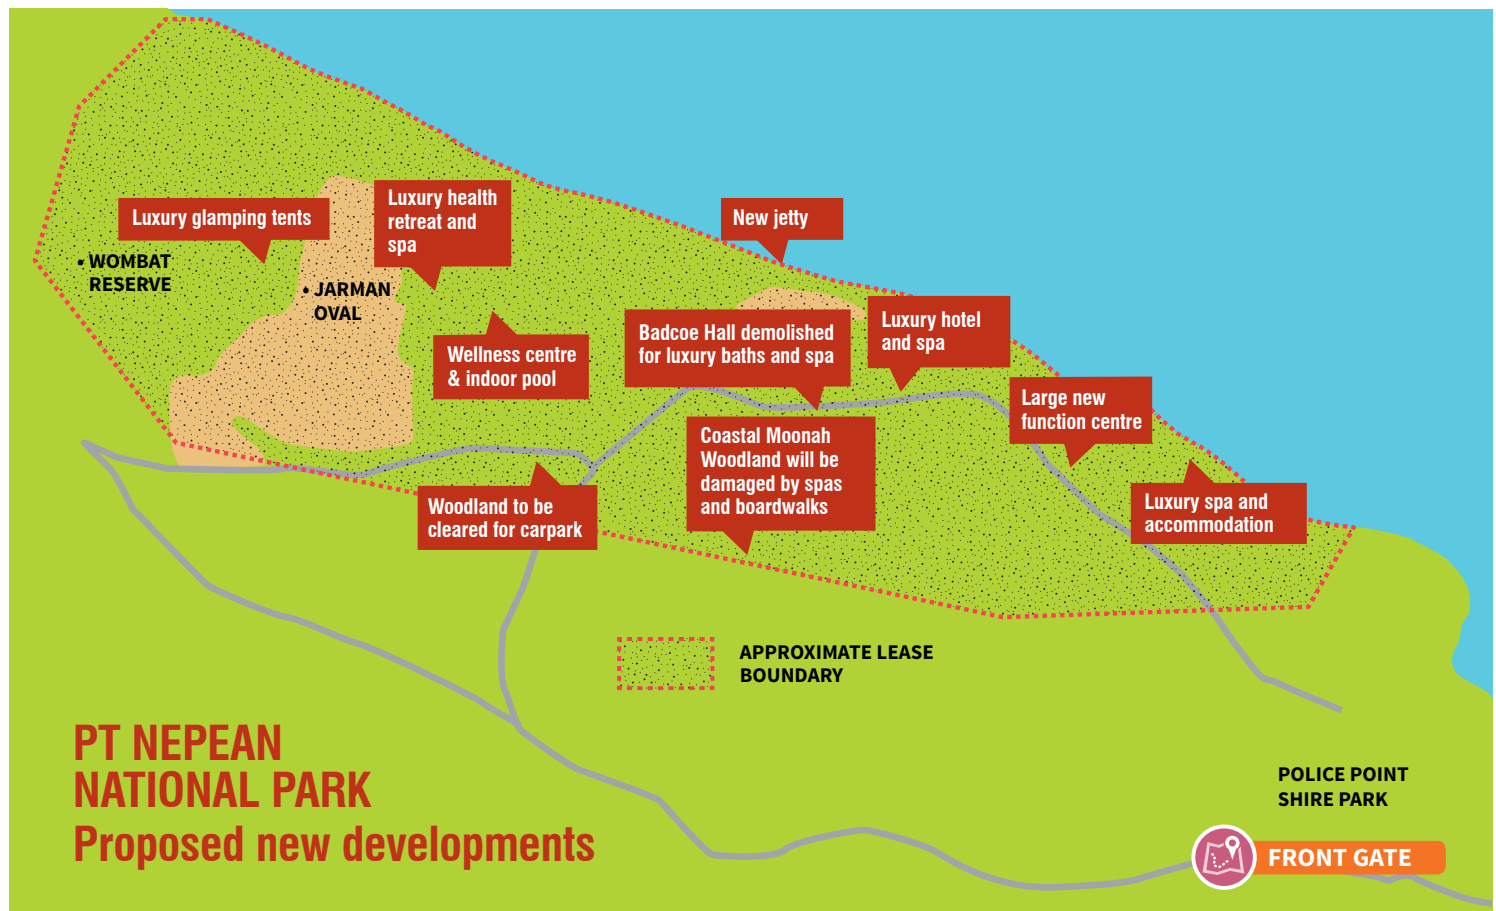 Luxury glamping tents
Luxury health
retreat and
spa
New jetty
• WOMBAT
RESERVE
• JARMAN
OVAL
Wellness centre
& indoor pool
Badcoe Hall demolished
for luxury baths and spa
Luxury hotel
and spa
Large new
function centre
Coastal Moonah
Woodland will be
damaged by spas
and boardwalks
Woodland to be
cleared for carpark
Luxury spa and
accommodation
APPROXIMATE LEASE
BOUNDARY
PT NEPEAN
NATIONAL PARK
Proposed new developments
POLICE POINT
SHIRE PARK
FRONT GATE